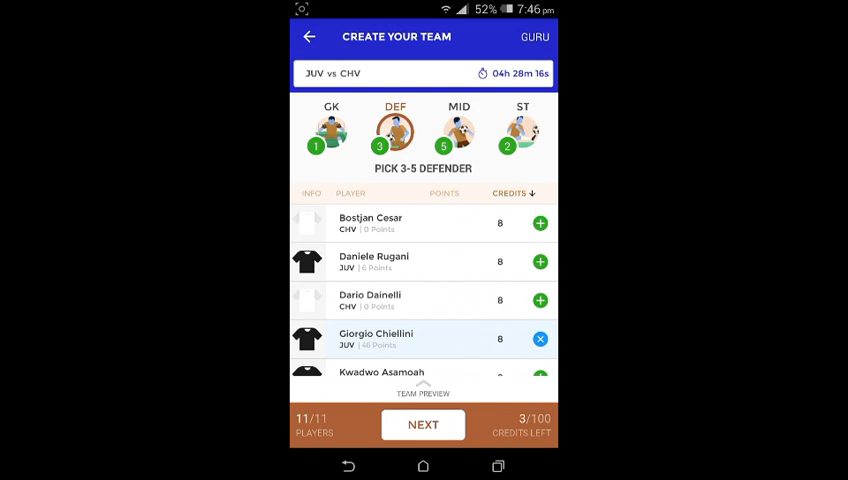 52% 7:46 pm
CREATE YOUR TEAM GURU
JUV vs CHV 04h 28m 16s
GK DEF MID ST
1 3 5 2
PICK 3-5 DEFENDER
INFO PLAYER POINTS CREDITS
Bostjan Cesar 8
CHV | 0 Points
Daniele Rugani 8
JUV | 6 Points
Dario Dainelli 8
CHV | 0 Points
Giorgio Chiellini 8
JUV | 46 Points
Kwadwo Asamoah
TEAM PREVIEW
11/11 NEXT 3/100
PLAYERS CREDITS LEFT